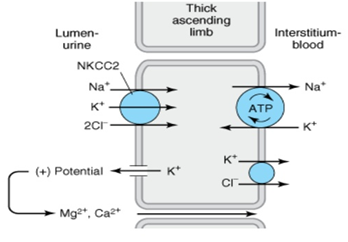 Thick
ascending
limb
Lumen-
urine
Interstitium-
blood
NKCC2
Na⁺
K⁺
2Cl⁻
Na⁺
ATP
K⁺
K⁺
Cl⁻
(+) Potential
K⁺
Mg²⁺, Ca²⁺